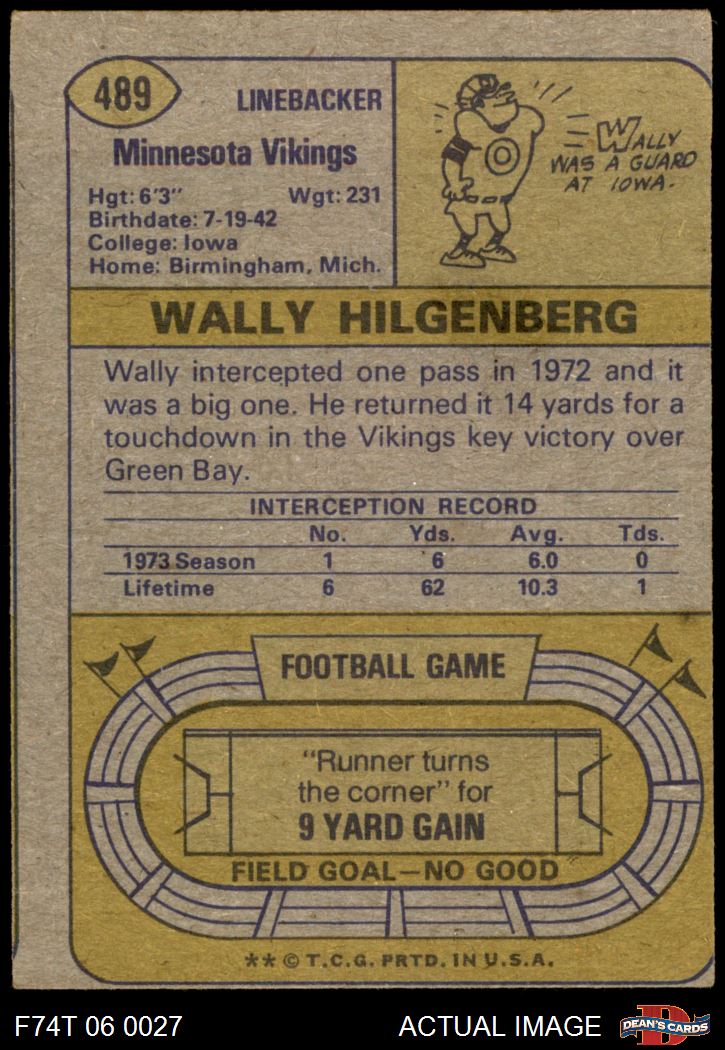 489
LINEBACKER
Minnesota Vikings
Hgt: 6'3" Wgt: 231
Birthdate: 7-19-42
College: Iowa
Home: Birmingham, Mich.
WALLY
WAS A GUARD
AT IOWA.
WALLY HILGENBERG
Wally intercepted one pass in 1972 and it
was a big one. He returned it 14 yards for a
touchdown in the Vikings key victory over
Green Bay.
INTERCEPTION RECORD
No. Yds. Avg. Tds.
1973 Season 1 6 6.0 0
Lifetime 6 62 10.3 1
FOOTBALL GAME
"Runner turns
the corner" for
9 YARD GAIN
FIELD GOAL—NO GOOD
** © T.C.G. PRTD. IN U.S.A.
F74T 06 0027 ACTUAL IMAGE
D
DEAN'S CARDS